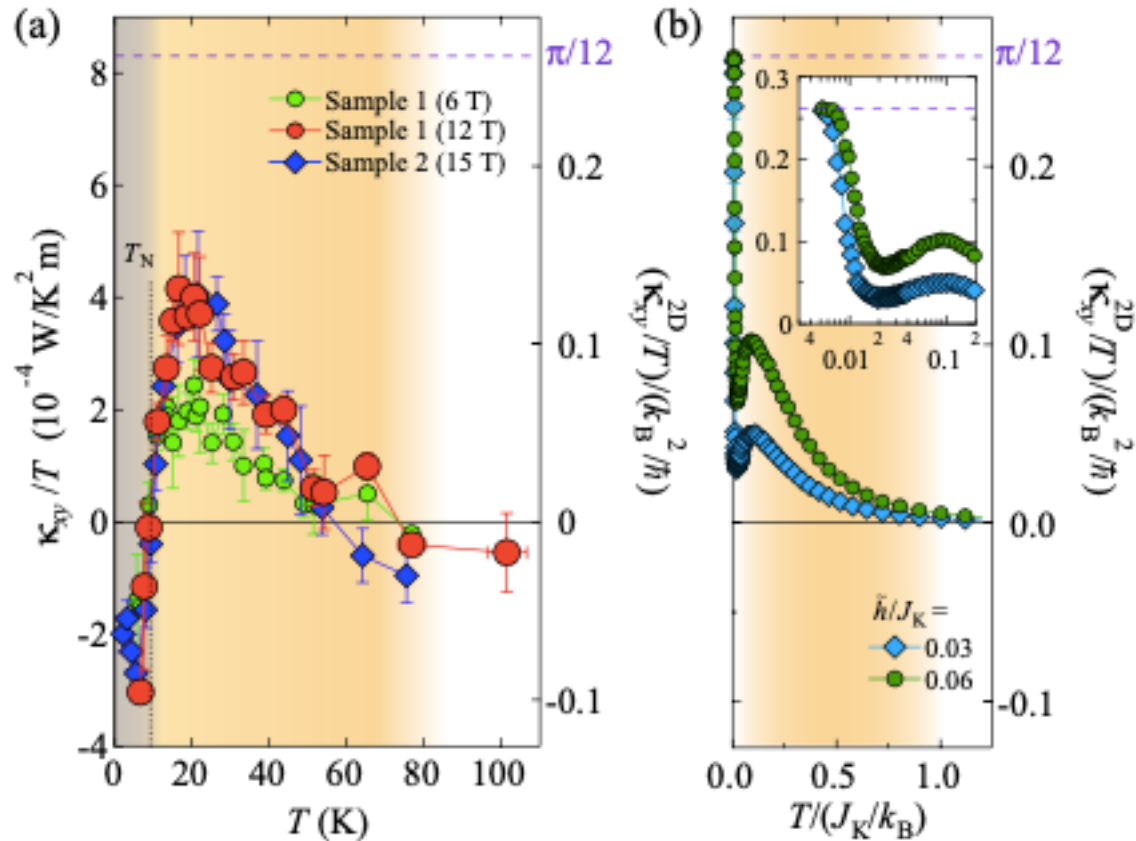 (a)
π/12
8
6
4
2
0
-2
-4
0.2
0.1
0.0
-0.1
Sample 1 (6 T)
Sample 1 (12 T)
Sample 2 (15 T)
T_N
κ_xy/T (10^-4 W/K^2 m)
(κ_xy^2D/T)/(k_B^2/ℏ)
0 20 40 60 80 100
T (K)
(b)
π/12
0.3
0.2
0.1
0
4 0.01 2 4 0.1 2
0.2
0.1
0.0
-0.1
(κ_xy^2D/T)/(k_B^2/ℏ)
h̃/J_K =
0.03
0.06
0.0 0.5 1.0
T/(J_K/k_B)